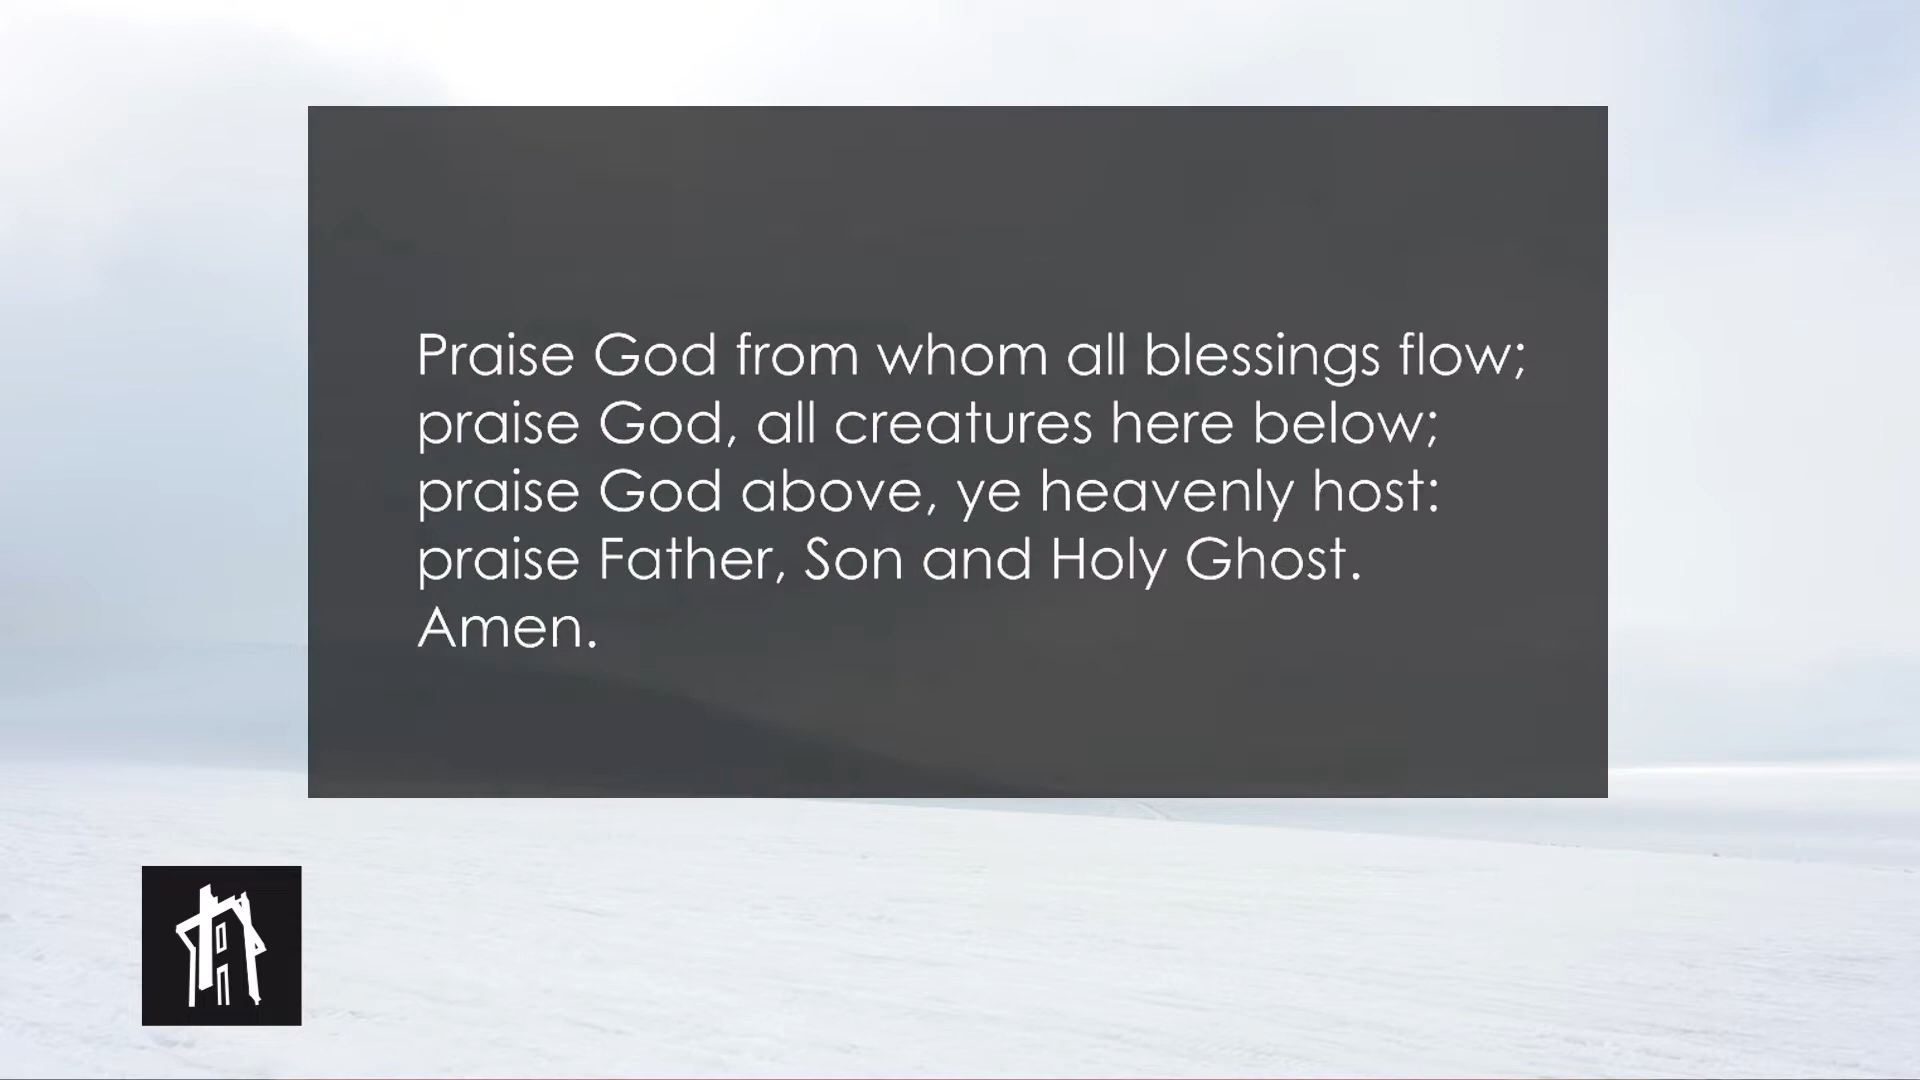 Praise God from whom all blessings flow;
praise God, all creatures here below;
praise God above, ye heavenly host:
praise Father, Son and Holy Ghost.
Amen.